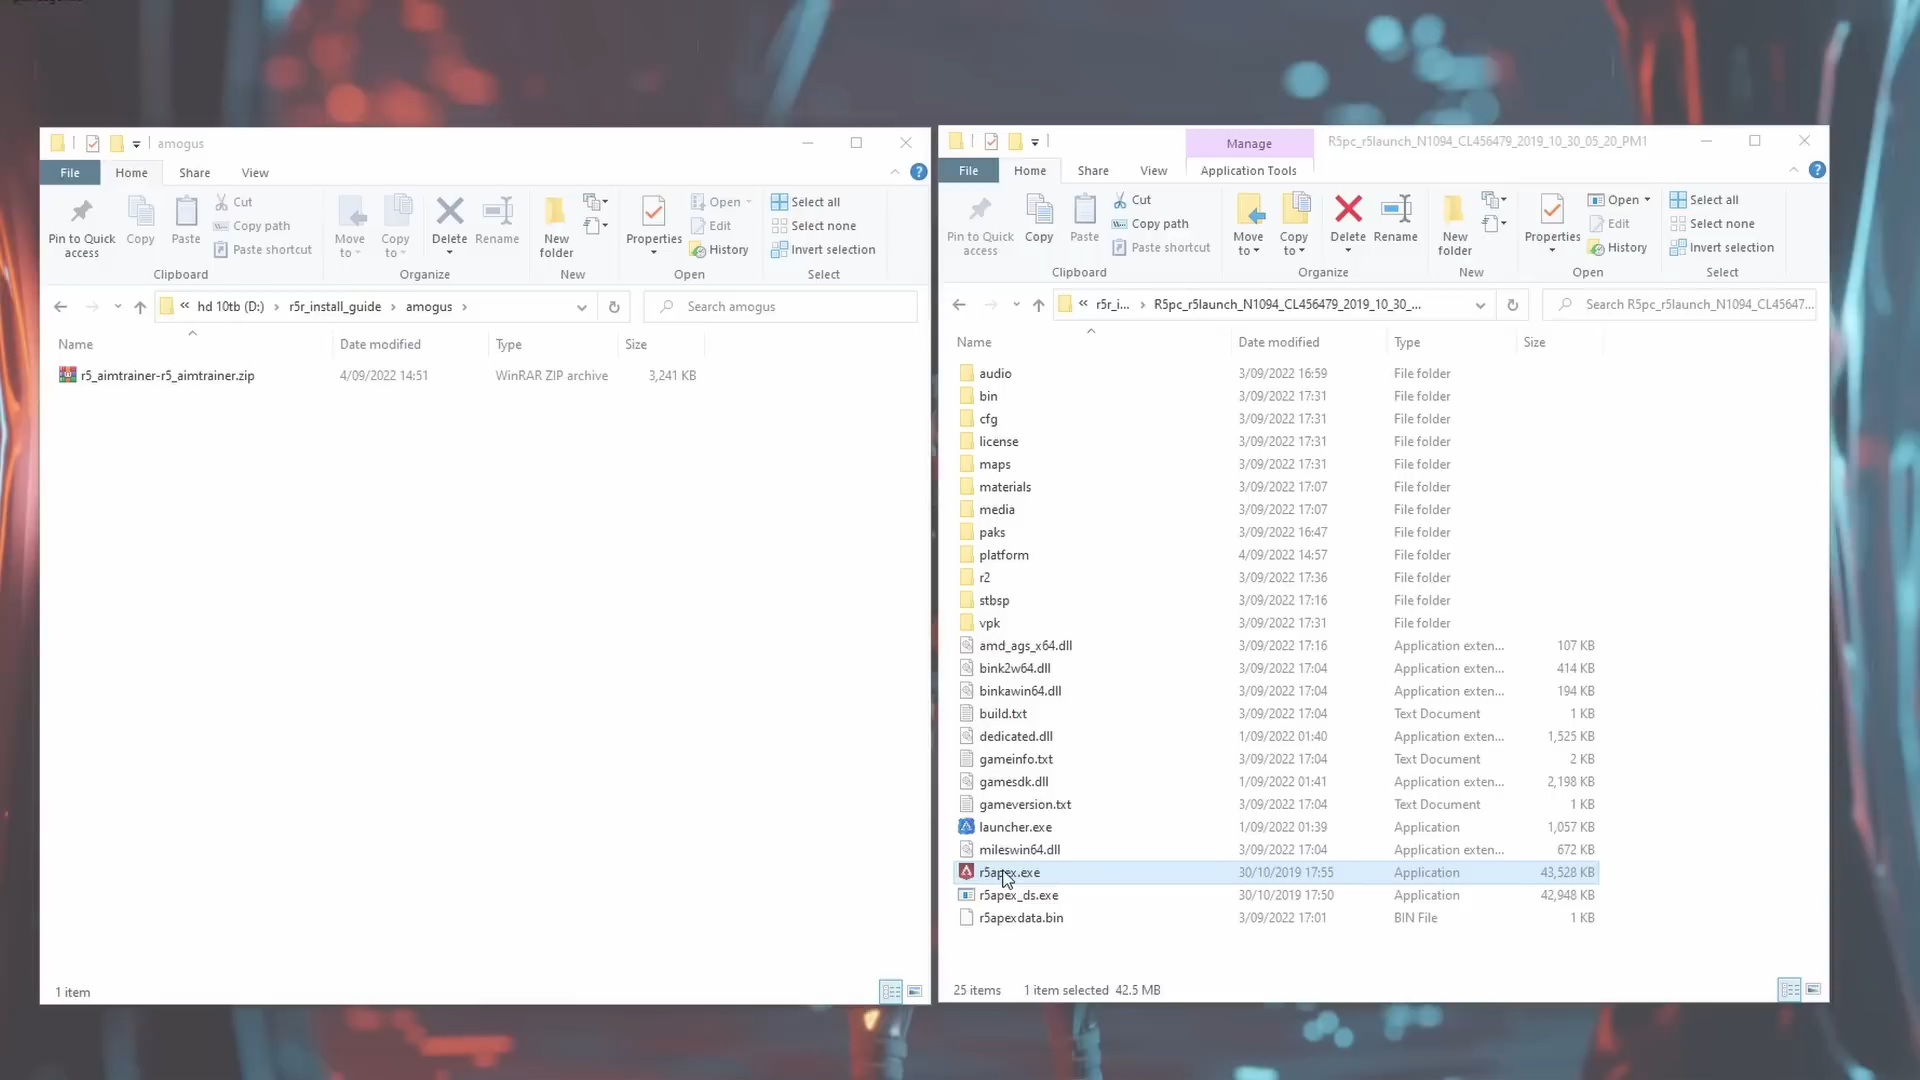 amogus
File Home Share View
Pin to Quick access
Copy
Paste
Cut
Copy path
Paste shortcut
Clipboard
Move to
Copy to
Delete
Rename
Organize
New folder
New
Properties
Open
Edit
History
Open
Select all
Select none
Invert selection
Select
« hd 10tb (D:) › r5r_install_guide › amogus ›
Search amogus
Name Date modified Type Size
r5_aimtrainer-r5_aimtrainer.zip 4/09/2022 14:51 WinRAR ZIP archive 3,241 KB
1 item
Manage
R5pc_r5launch_N1094_CL456479_2019_10_30_05_20_PM1
File Home Share View Application Tools
Pin to Quick access
Copy
Paste
Cut
Copy path
Paste shortcut
Clipboard
Move to
Copy to
Delete
Rename
Organize
New folder
New
Properties
Open
Edit
History
Open
Select all
Select none
Invert selection
Select
« r5r_i... › R5pc_r5launch_N1094_CL456479_2019_10_30_...
Search R5pc_r5launch_N1094_CL45647...
Name Date modified Type Size
audio 3/09/2022 16:59 File folder
bin 3/09/2022 17:31 File folder
cfg 3/09/2022 17:31 File folder
license 3/09/2022 17:31 File folder
maps 3/09/2022 17:31 File folder
materials 3/09/2022 17:07 File folder
media 3/09/2022 17:07 File folder
paks 3/09/2022 16:47 File folder
platform 4/09/2022 14:57 File folder
r2 3/09/2022 17:36 File folder
stbsp 3/09/2022 17:16 File folder
vpk 3/09/2022 17:31 File folder
amd_ags_x64.dll 3/09/2022 17:16 Application exten... 107 KB
bink2w64.dll 3/09/2022 17:04 Application exten... 414 KB
binkawin64.dll 3/09/2022 17:04 Application exten... 194 KB
build.txt 3/09/2022 17:04 Text Document 1 KB
dedicated.dll 1/09/2022 01:40 Application exten... 1,525 KB
gameinfo.txt 3/09/2022 17:04 Text Document 2 KB
gamesdk.dll 1/09/2022 01:41 Application exten... 2,198 KB
gameversion.txt 3/09/2022 17:04 Text Document 1 KB
launcher.exe 1/09/2022 01:39 Application 1,057 KB
mileswin64.dll 3/09/2022 17:04 Application exten... 672 KB
r5apex.exe 30/10/2019 17:55 Application 43,528 KB
r5apex_ds.exe 30/10/2019 17:50 Application 42,948 KB
r5apexdata.bin 3/09/2022 17:01 BIN File 1 KB
25 items 1 item selected 42.5 MB